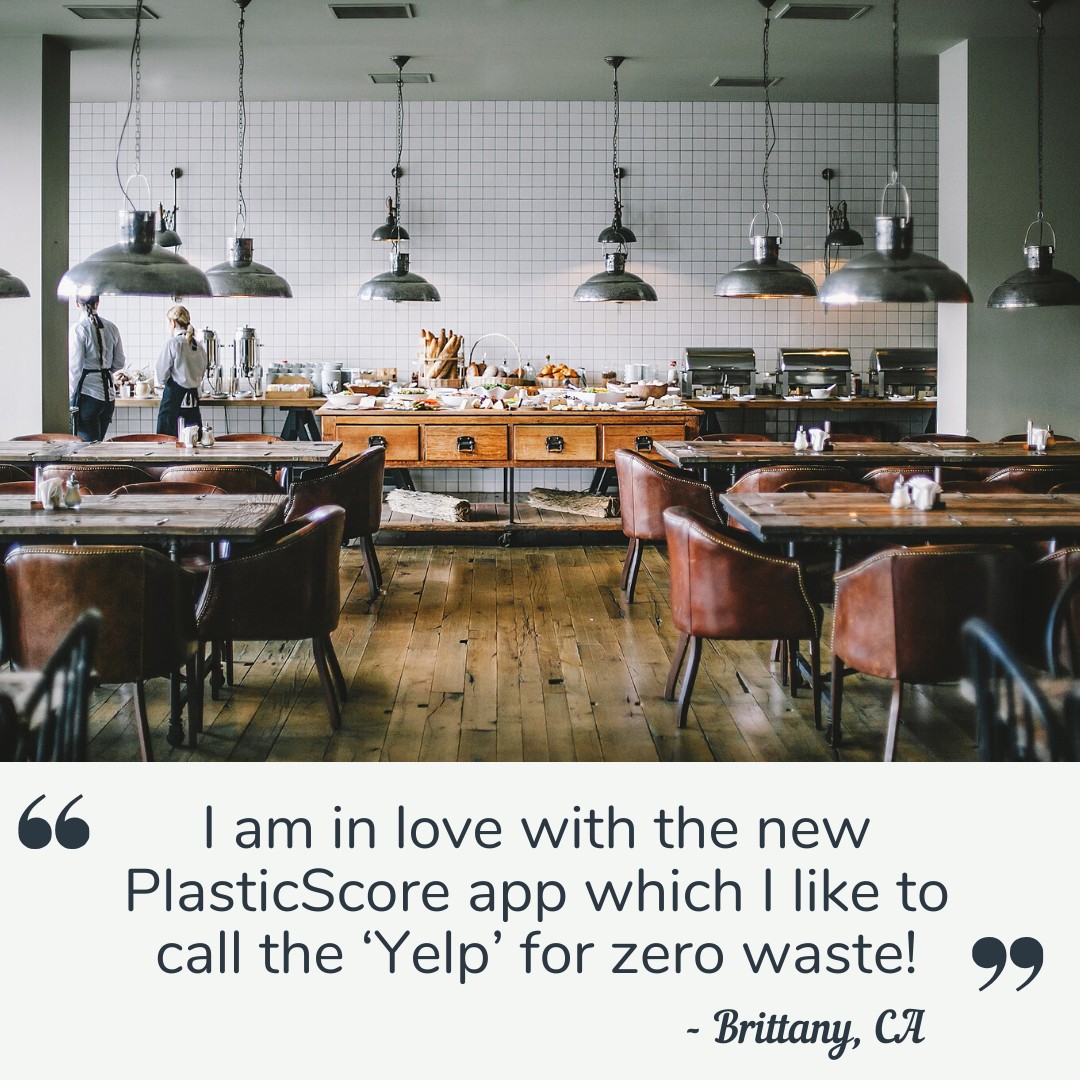 “ I am in love with the new
PlasticScore app which I like to
call the ‘Yelp’ for zero waste! ”
~ Brittany, CA